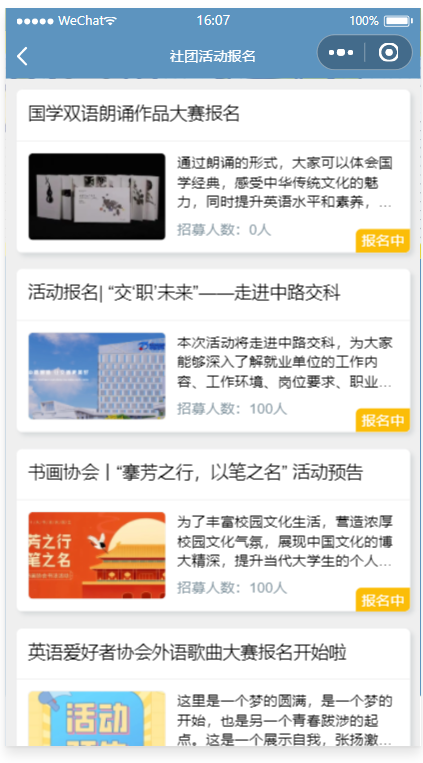 WeChat 16:07 100%
社团活动报名
国学双语朗诵作品大赛报名
通过朗诵的形式，大家可以体会国
学经典，感受中华传统文化的魅
力，同时提升英语水平和素养，...
招募人数：0人
报名中
活动报名| “交‘职’未来”——走进中路交科
本次活动将走进中路交科，为大家
能够深入了解就业单位的工作内
容、工作环境、岗位要求、职业...
招募人数：100人
报名中
书画协会丨“搴芳之行，以笔之名” 活动预告
芳之行
笔之名
为了丰富校园文化生活，营造浓厚
校园文化气氛，展现中国文化的博
大精深，提升当代大学生的个人...
招募人数：100人
报名中
英语爱好者协会外语歌曲大赛报名开始啦
活动
这里是一个梦的圆满，是一个梦的
开始，也是另一个青春跋涉的起
点。这是一个展示自我，张扬激...